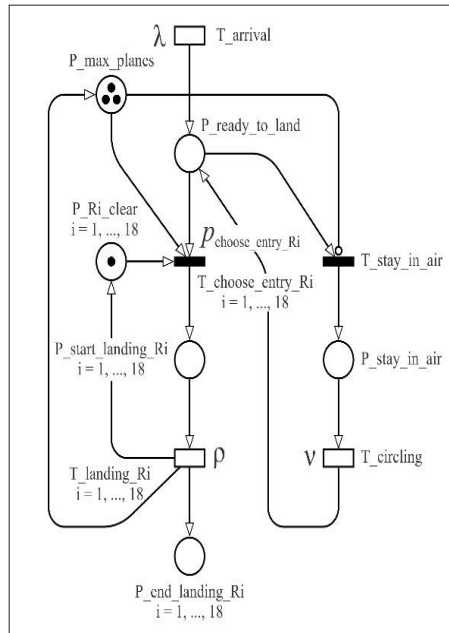 λ T_arrival
P_max_planes
P_ready_to_land
P_Ri_clear
i = 1, ..., 18
p choose_entry_Ri
T_stay_in_air
T_choose_entry_Ri
i = 1, ..., 18
P_start_landing_Ri
i = 1, ..., 18
P_stay_in_air
ρ
ν T_circling
T_landing_Ri
i = 1, ..., 18
P_end_landing_Ri
i = 1, ..., 18